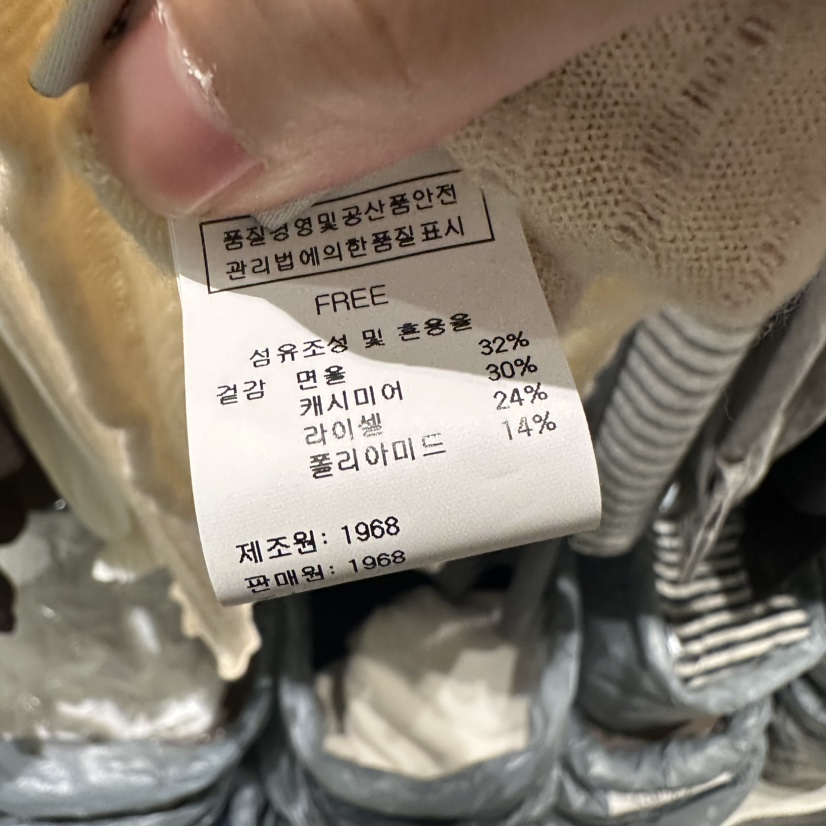 품질경영및공산품안전
관리법에의한품질표시
FREE
섬유조성 및 혼용율
겉감 면율 32%
캐시미어 30%
라이셀 24%
폴리아미드 14%
제조원: 1968
판매원: 1968